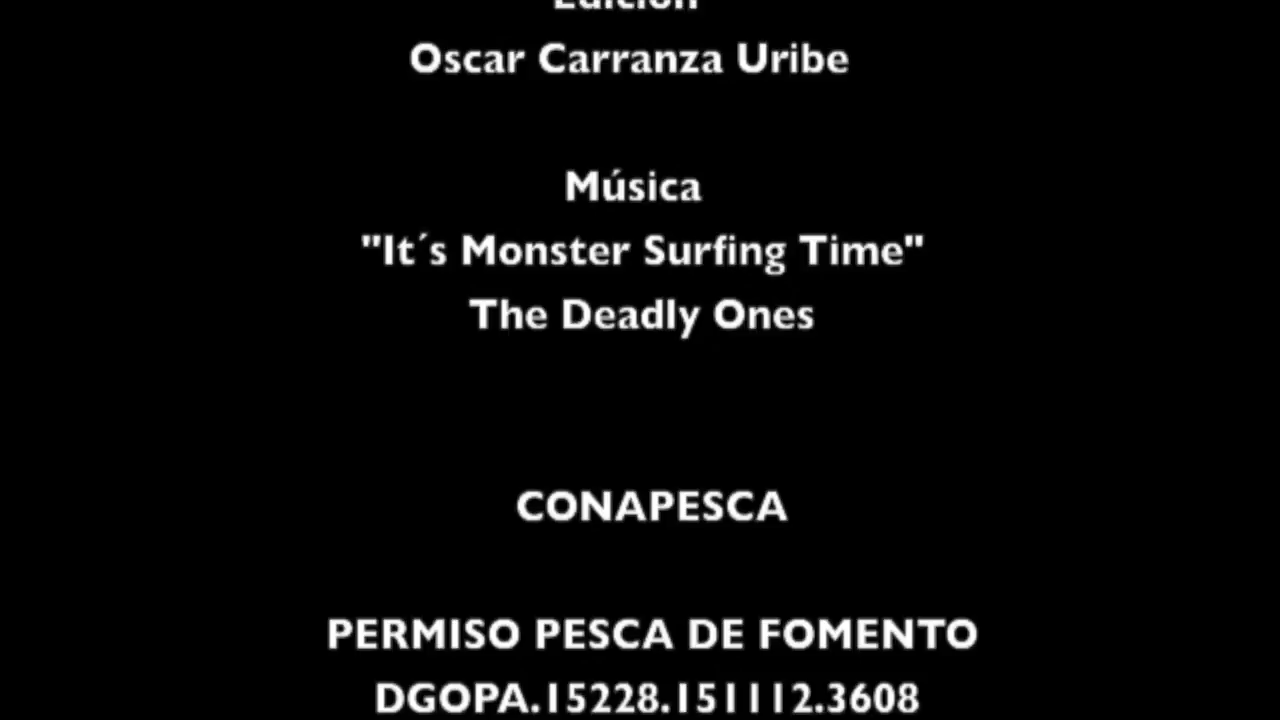 Edición
Oscar Carranza Uribe
Música
"It´s Monster Surfing Time"
The Deadly Ones
CONAPESCA
PERMISO PESCA DE FOMENTO
DGOPA.15228.151112.3608